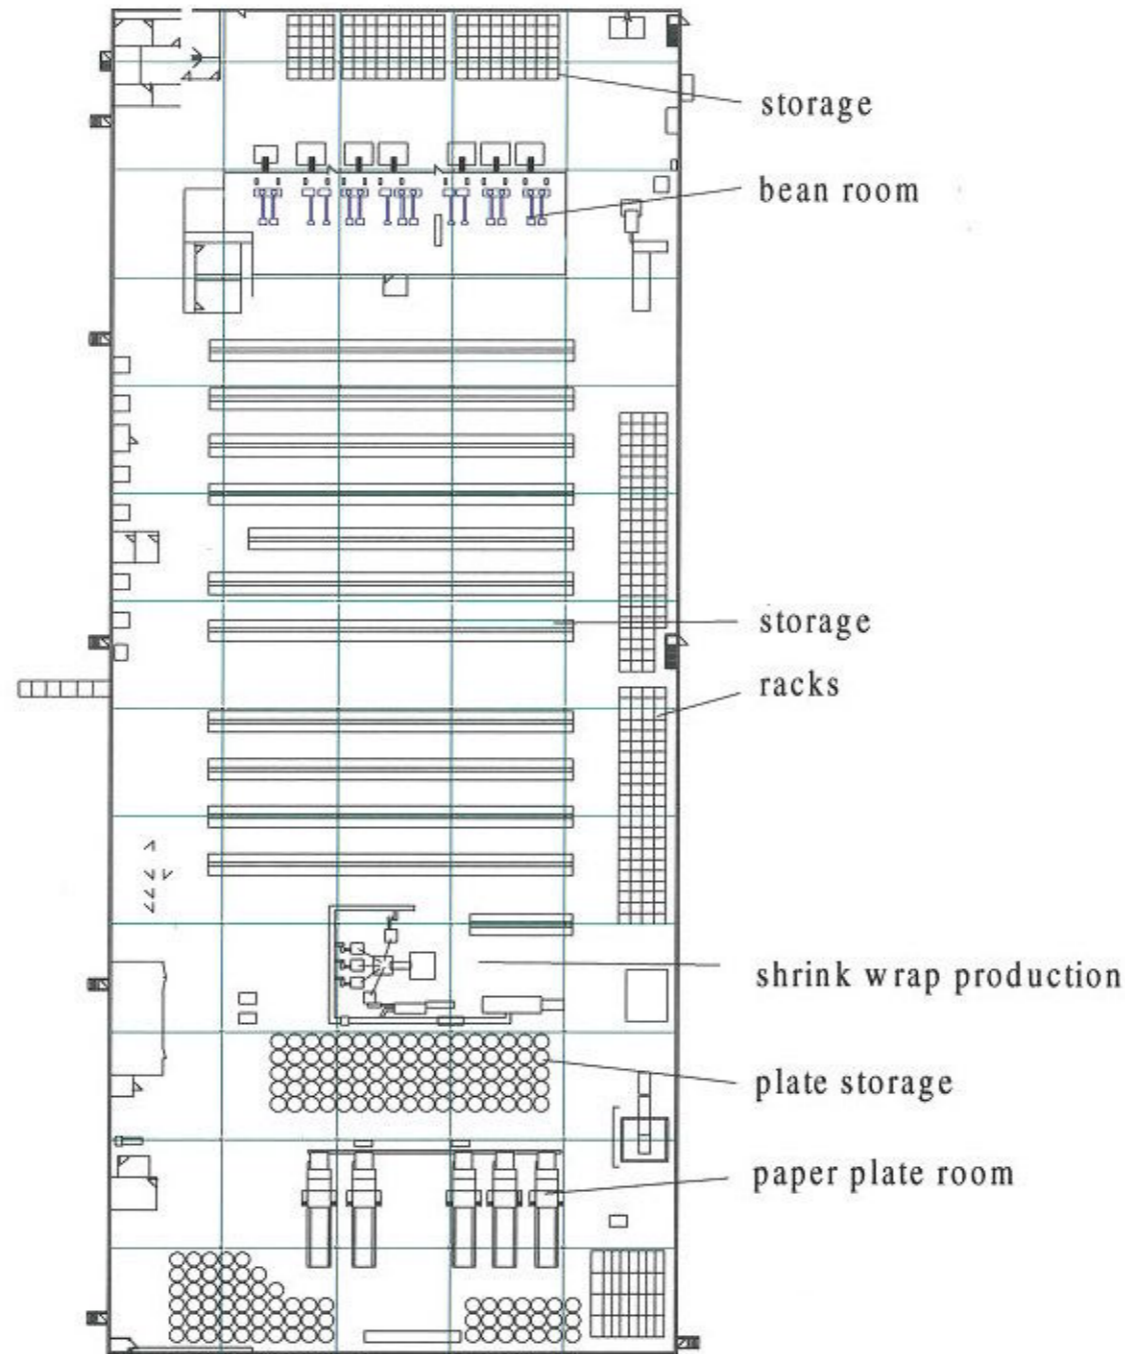 storage
bean room
storage
racks
shrink wrap production
plate storage
paper plate room